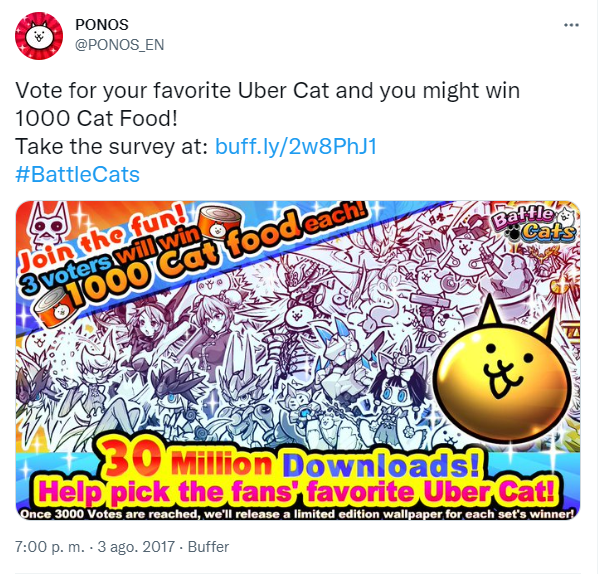 PONOS
@PONOS_EN
Vote for your favorite Uber Cat and you might win
1000 Cat Food!
Take the survey at: buff.ly/2w8PhJ1
#BattleCats
Join the fun!
3 voters will win
1000 Cat food each!
Battle
Cats
30 Million Downloads!
Help pick the fans' favorite Uber Cat!
Once 3000 Votes are reached, we'll release a limited edition wallpaper for each set's winner!
7:00 p. m. · 3 ago. 2017 · Buffer